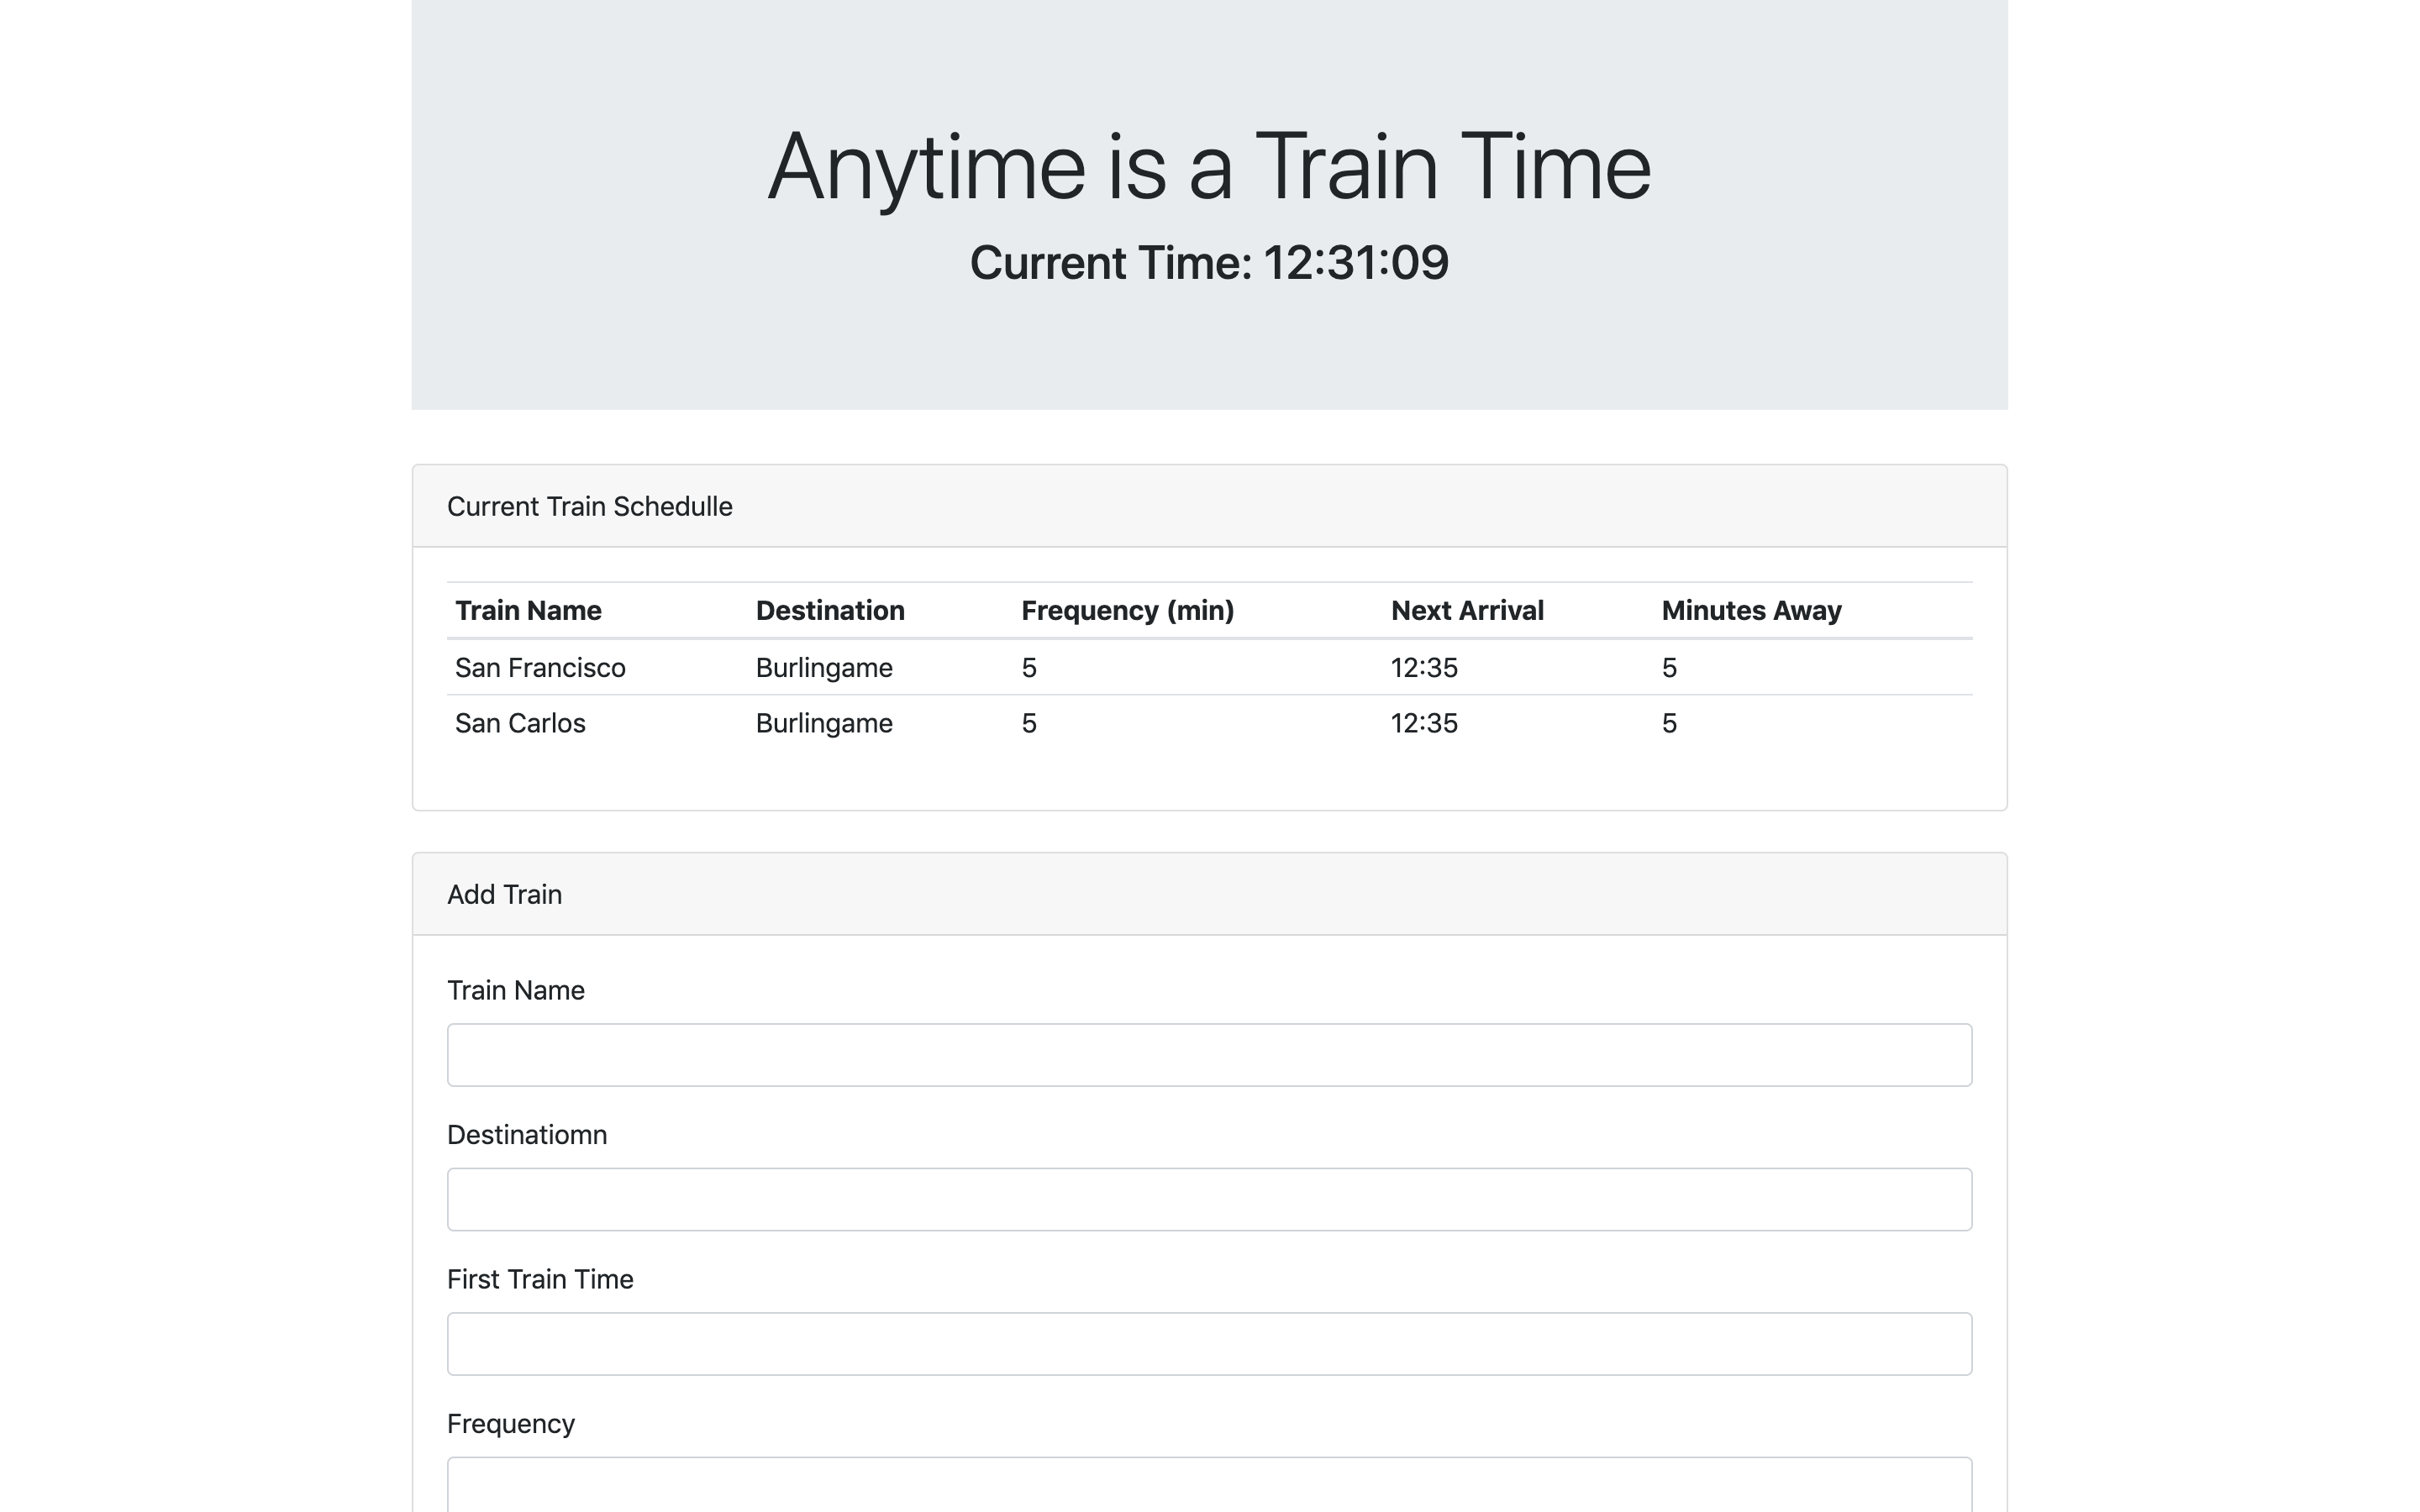 Anytime is a Train Time
Current Time: 12:31:09
Current Train Schedulle
Train Name Destination Frequency (min) Next Arrival Minutes Away
San Francisco Burlingame 5 12:35 5
San Carlos Burlingame 5 12:35 5
Add Train
Train Name
Destinatiomn
First Train Time
Frequency